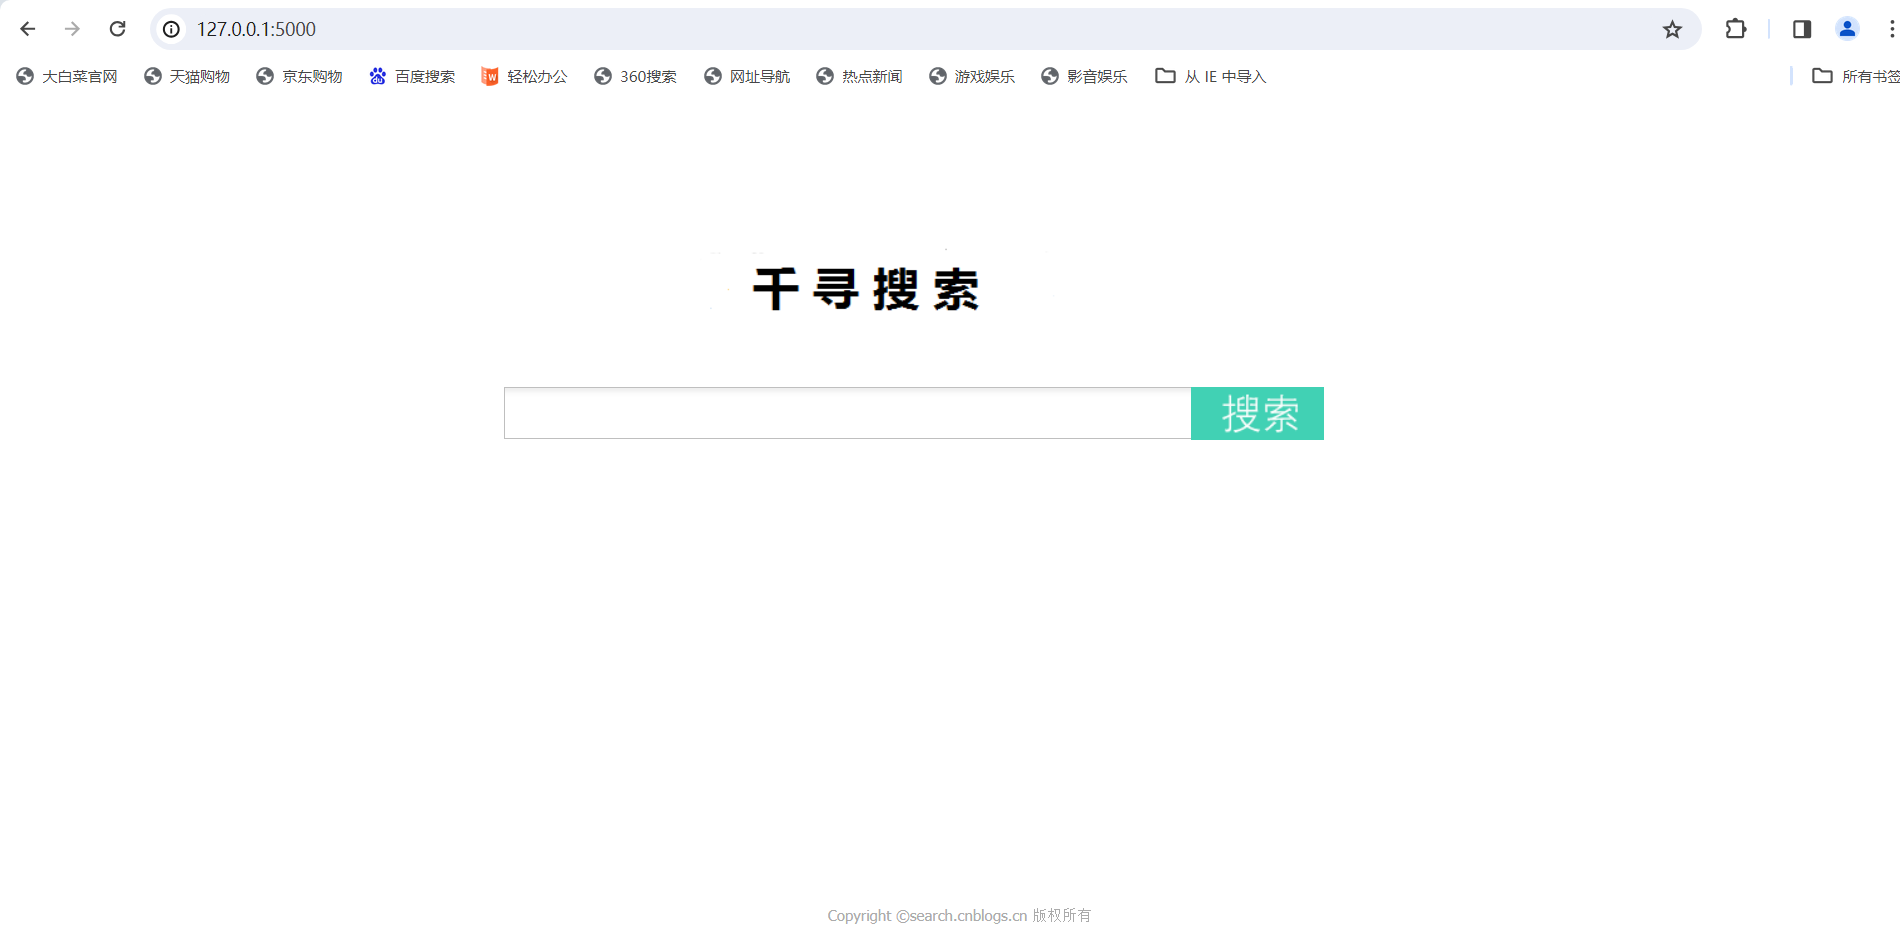 127.0.0.1:5000
大白菜官网 天猫购物 京东购物 百度搜索 轻松办公 360搜索 网址导航 热点新闻 游戏娱乐 影音娱乐 从 IE 中导入 所有书签
千寻搜索
搜索
Copyright ©search.cnblogs.cn 版权所有